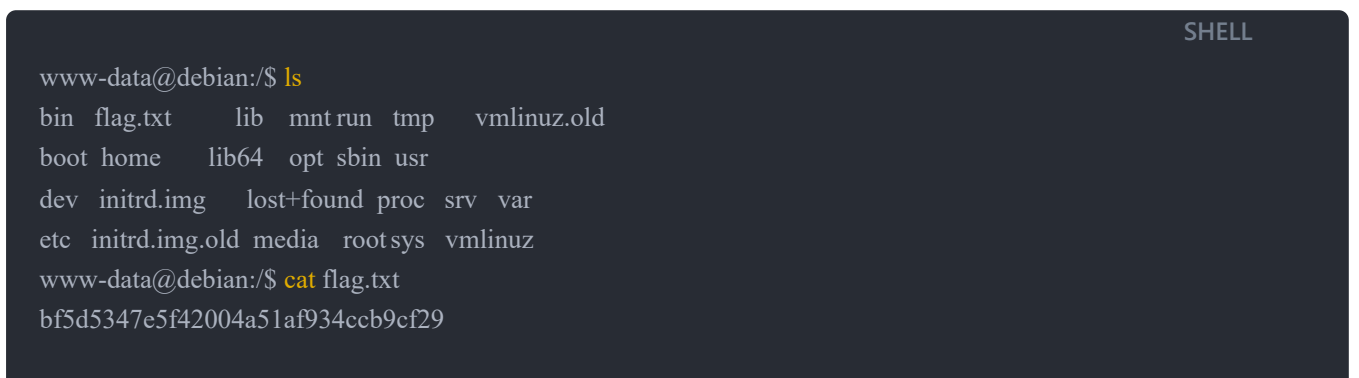 SHELL
www-data@debian:/$ ls
bin flag.txt lib mnt run tmp vmlinuz.old
boot home lib64 opt sbin usr
dev initrd.img lost+found proc srv var
etc initrd.img.old media root sys vmlinuz
www-data@debian:/$ cat flag.txt
bf5d5347e5f42004a51af934ccb9cf29